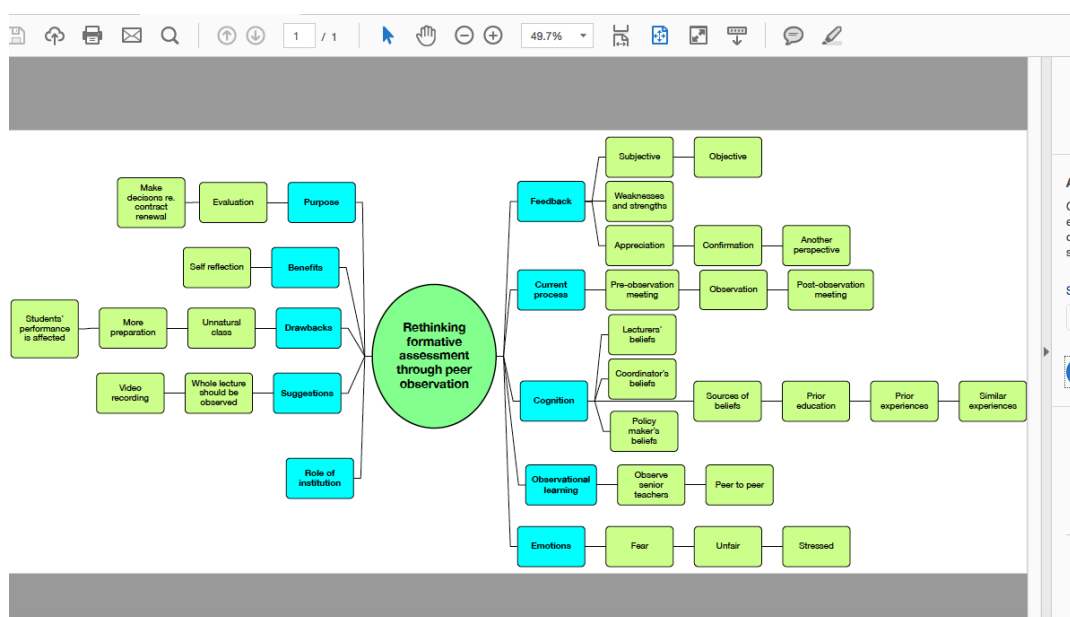 1 / 1
49.7%
Make
decisons re.
contract
renewal
Evaluation
Purpose
Self reflection
Benefits
Students'
performance
is affected
More
preparation
Unnatural
class
Drawbacks
Video
recording
Whole lecture
should be
observed
Suggestions
Role of
institution
Rethinking
formative
assessment
through peer
observation
Feedback
Subjective
Objective
Weaknesses
and strengths
Appreciation
Confirmation
Another
perspective
Current
process
Pre-observation
meeting
Observation
Post-observation
meeting
Cognition
Lecturers'
beliefs
Coordinator's
beliefs
Policy
maker's
beliefs
Sources of
beliefs
Prior
education
Prior
experiences
Similar
experiences
Observational
learning
Observe
senior
teachers
Peer to peer
Emotions
Fear
Unfair
Stressed